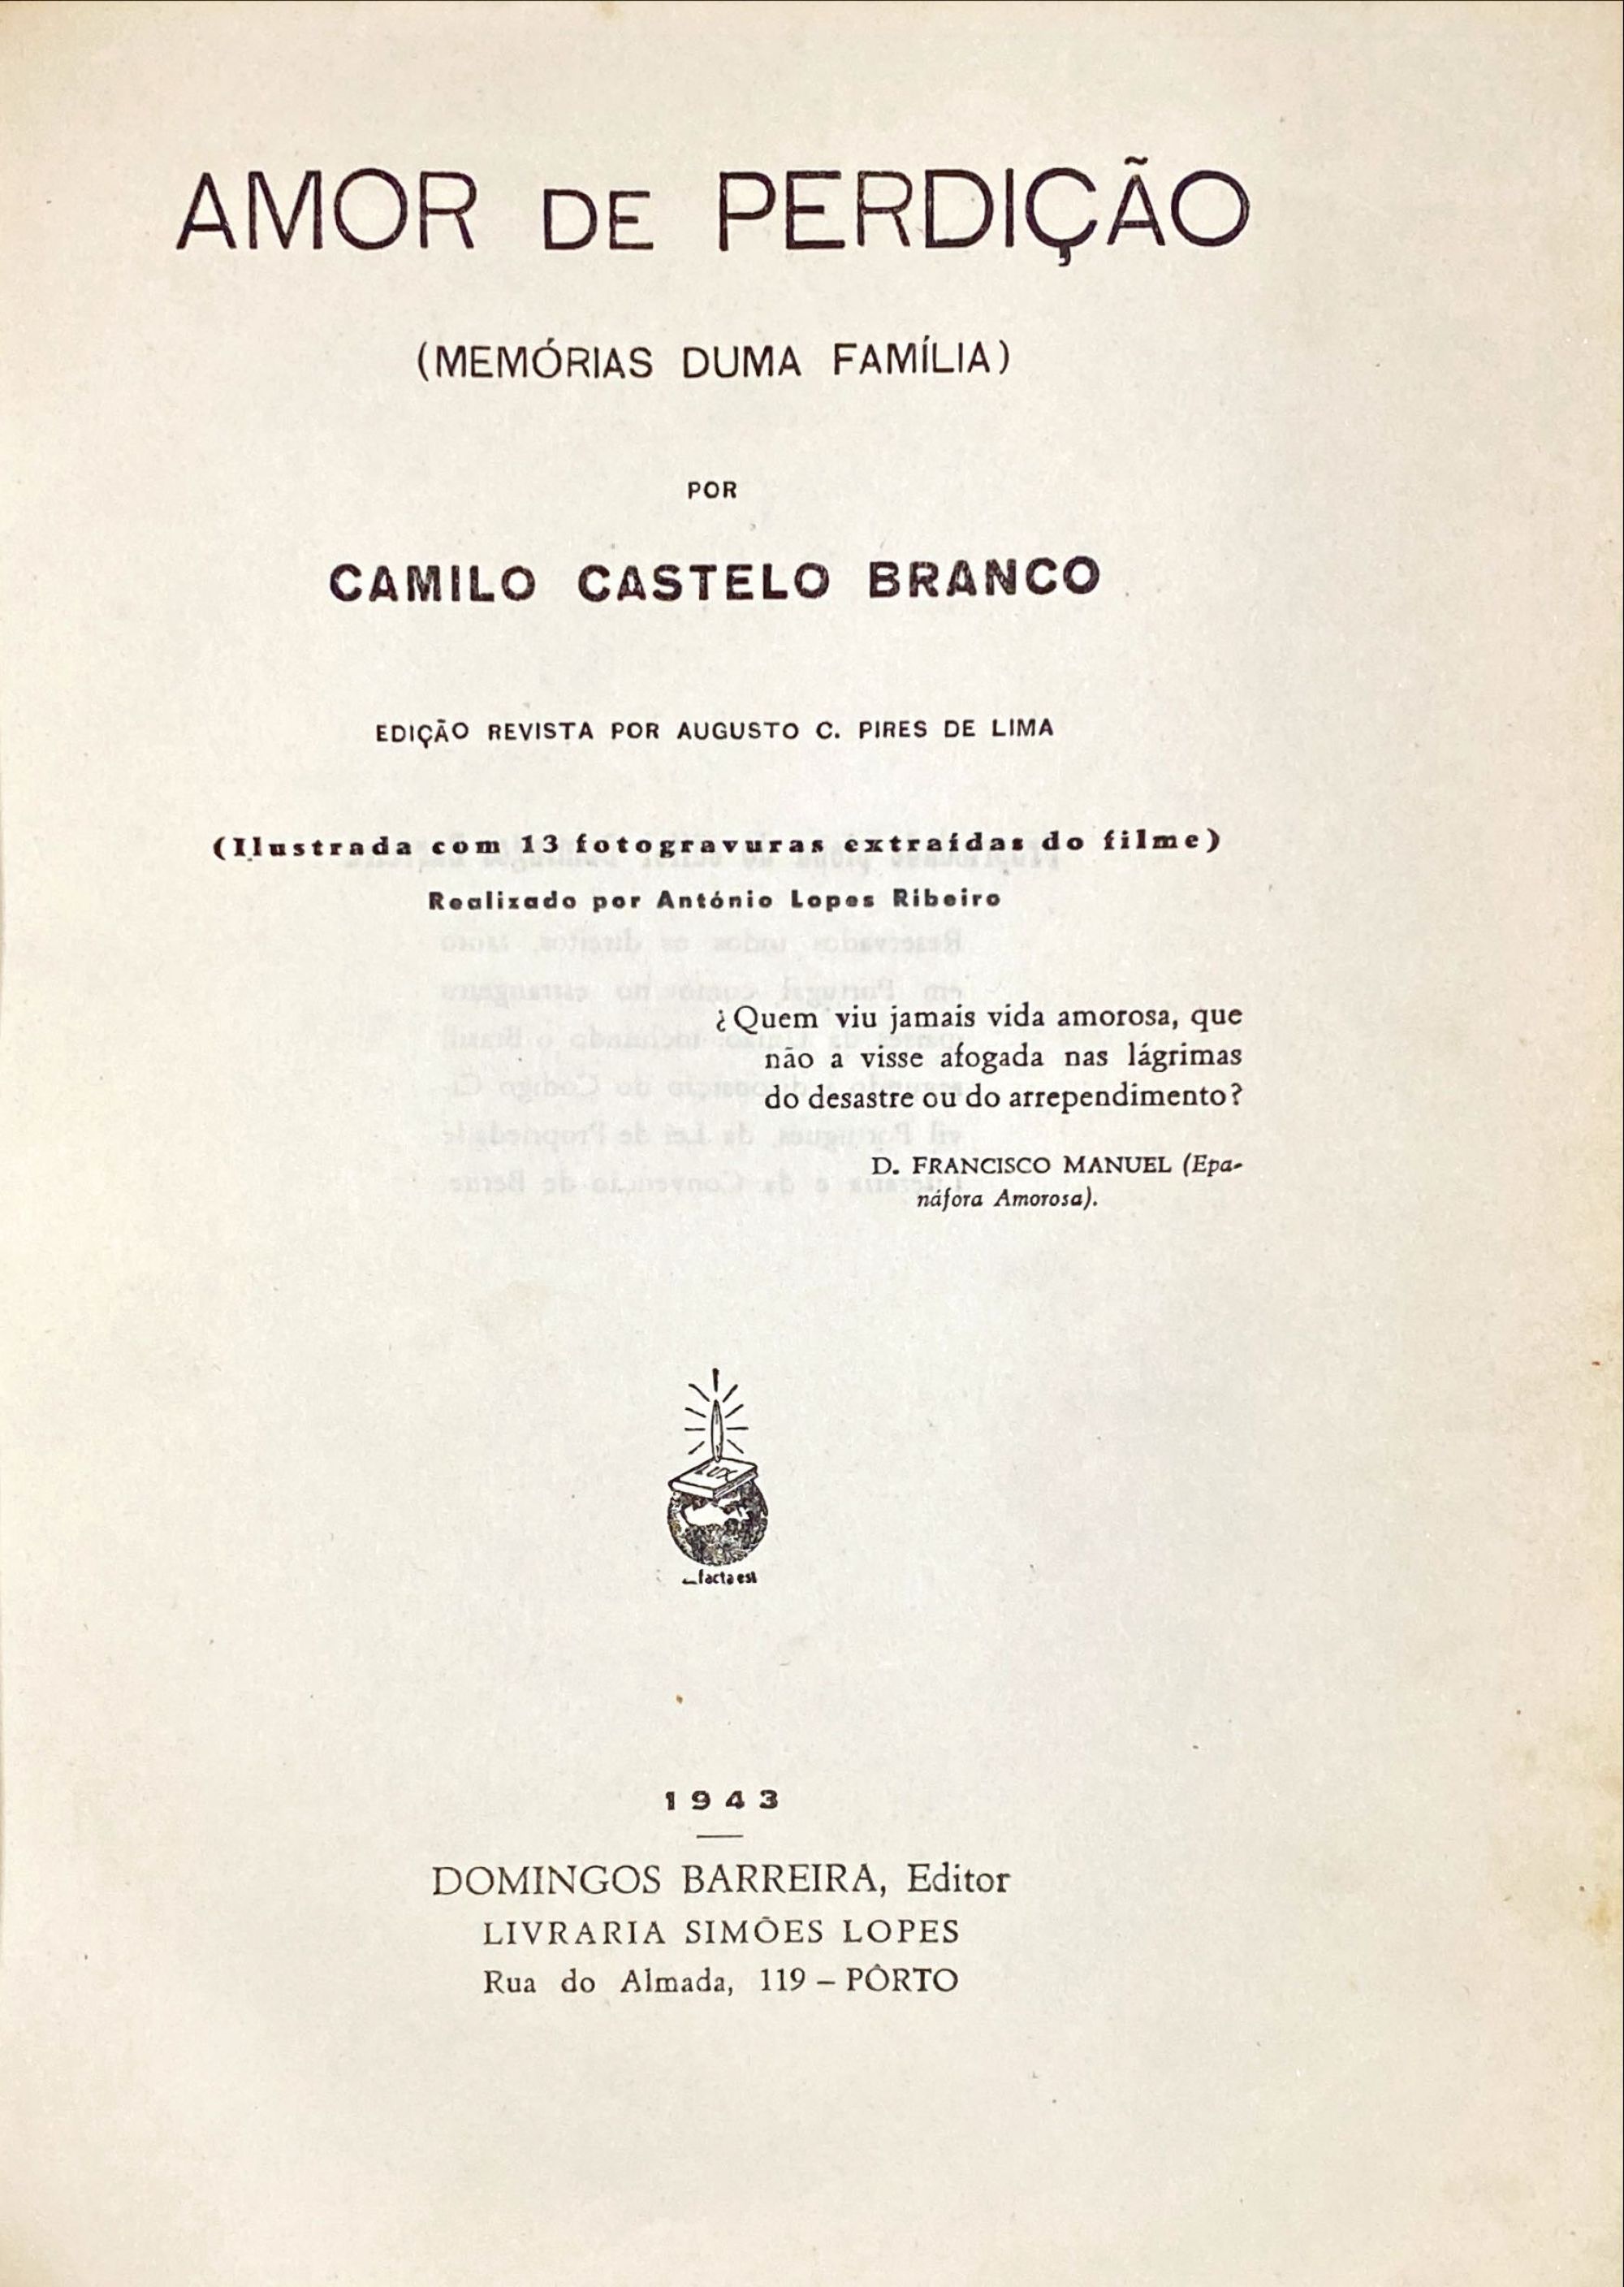 AMOR DE PERDIÇÃO
(MEMÓRIAS DUMA FAMÍLIA)
POR
CAMILO CASTELO BRANCO
EDIÇÃO REVISTA POR AUGUSTO C. PIRES DE LIMA
(Ilustrada com 13 fotogravuras extraídas do filme)
Realizado por António Lopes Ribeiro
¿Quem viu jamais vida amorosa, que
não a visse afogada nas lágrimas
do desastre ou do arrependimento?
D. FRANCISCO MANUEL (Epa-
náfora Amorosa).
LUX
facta est
1943
DOMINGOS BARREIRA, Editor
LIVRARIA SIMÕES LOPES
Rua do Almada, 119 – PÔRTO